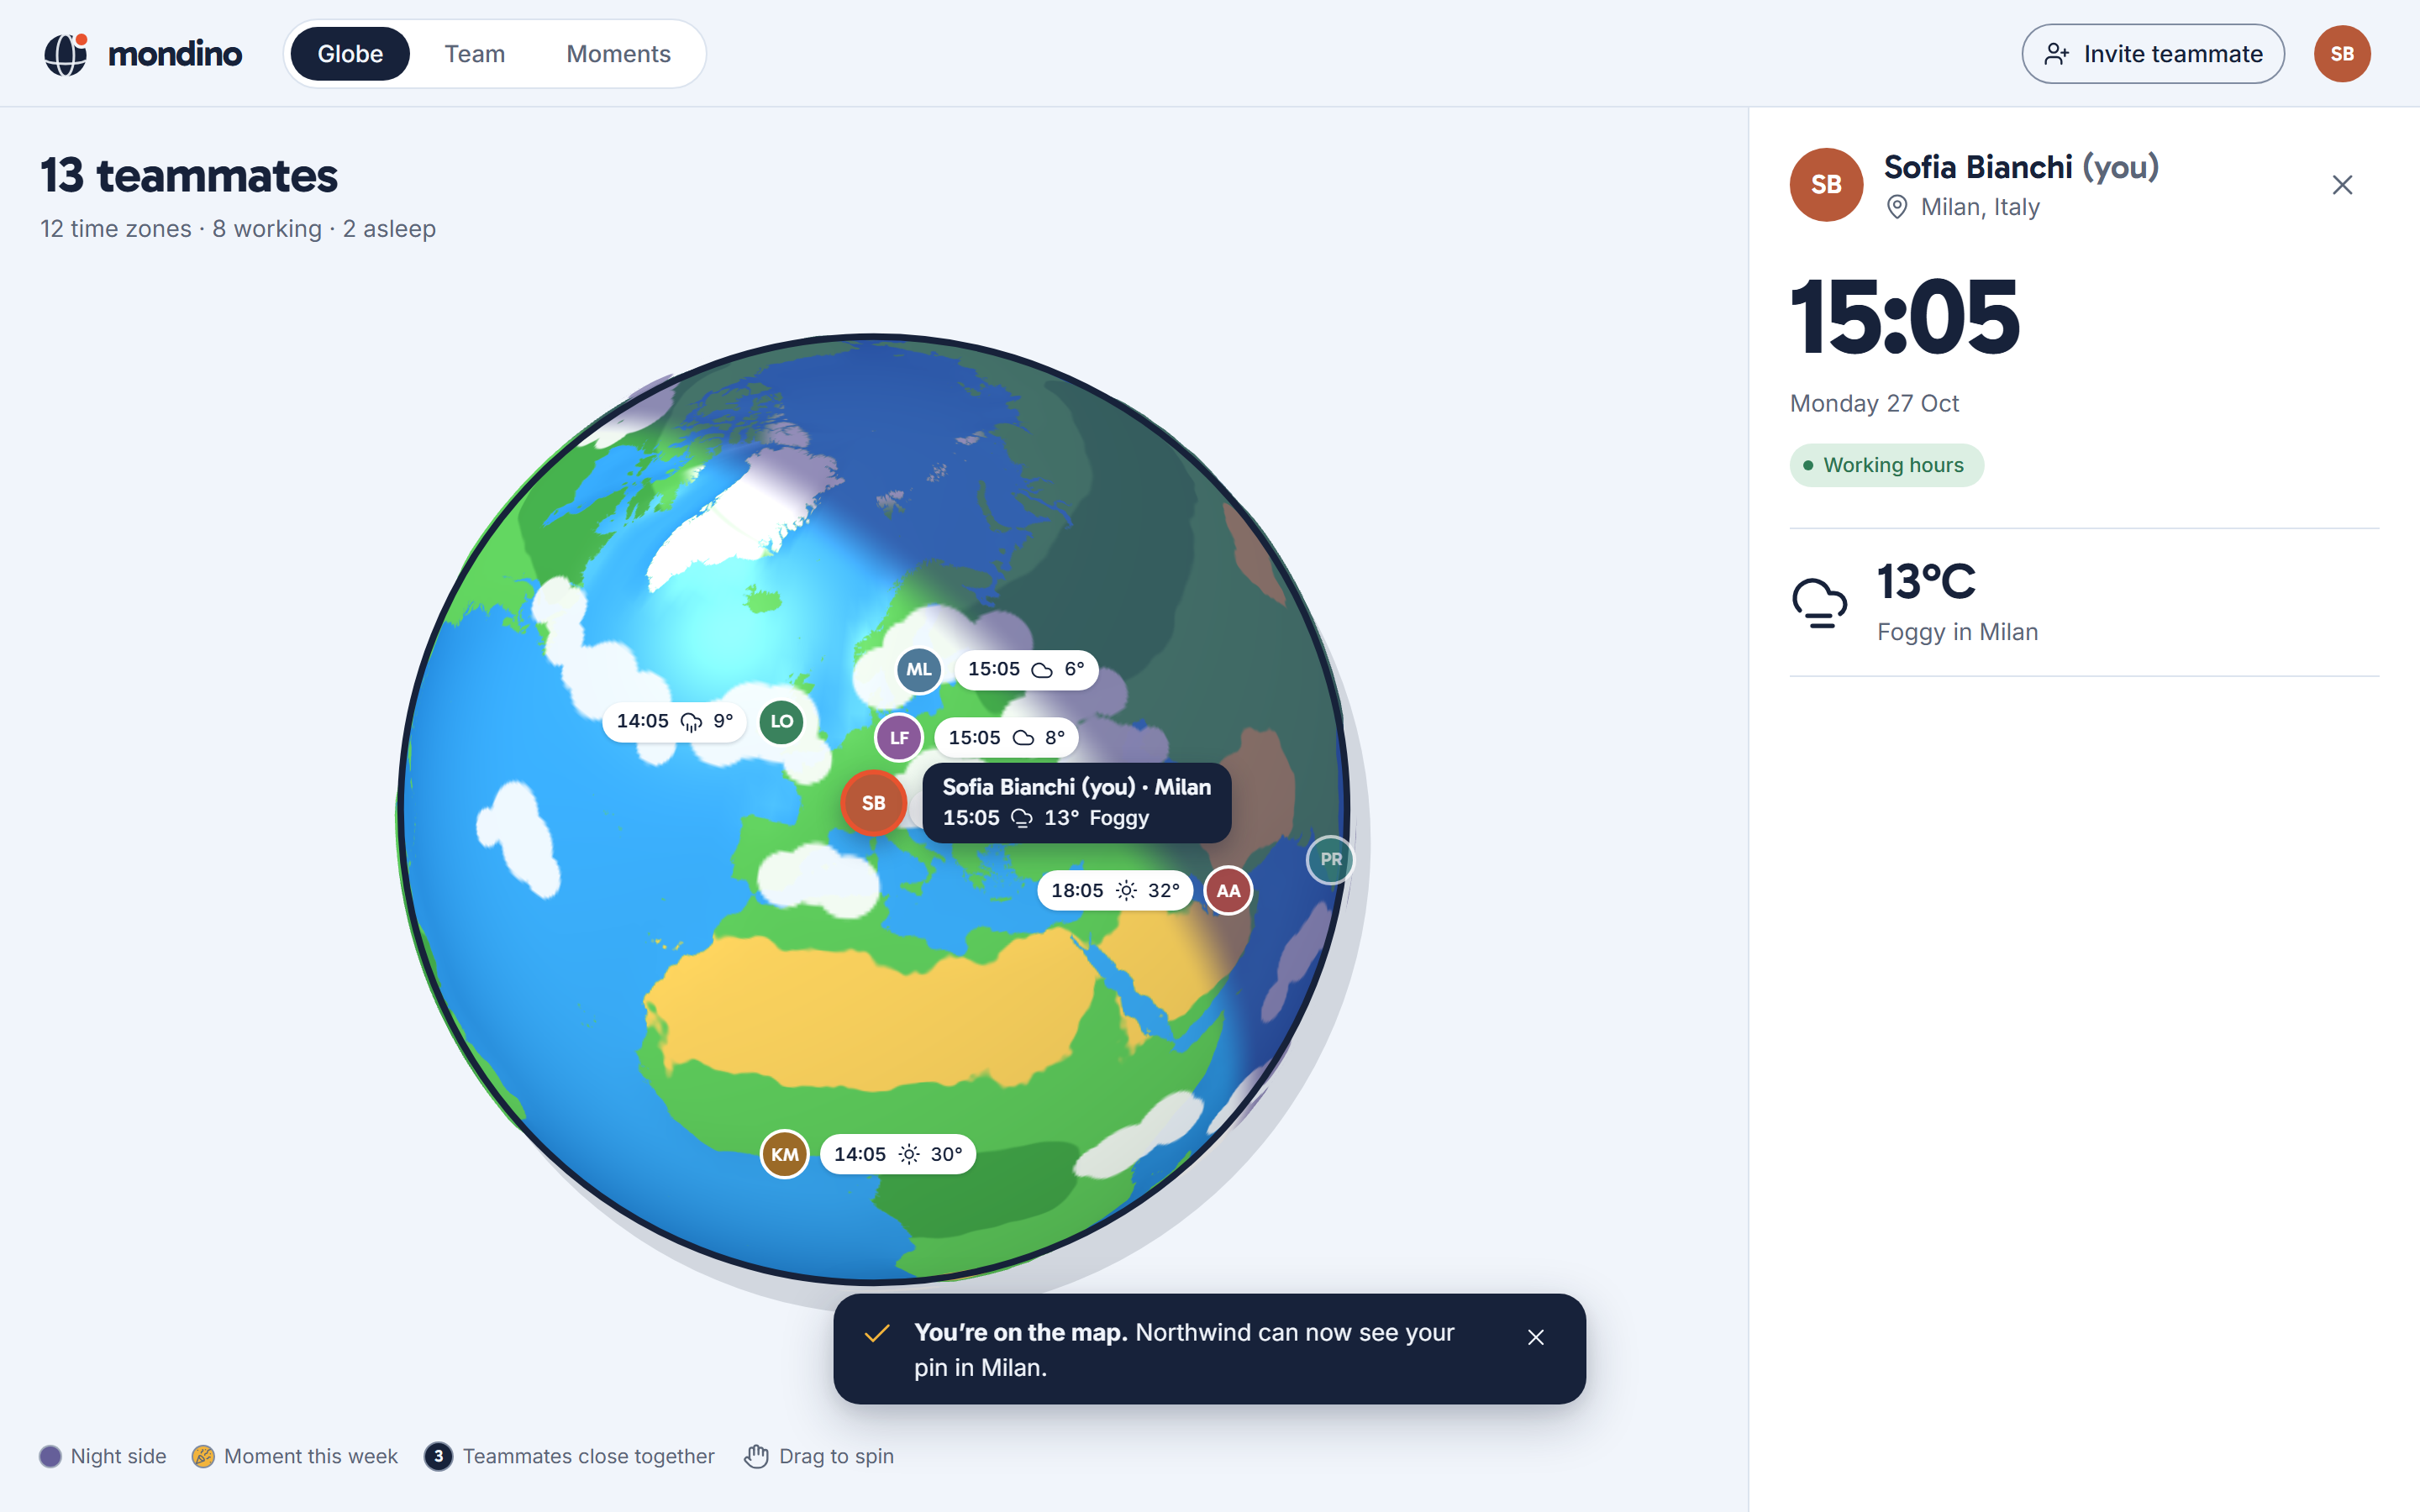 mondino
Globe
Team
Moments
Invite teammate
SB
13 teammates
12 time zones · 8 working · 2 asleep
SB
Sofia Bianchi (you)
Milan, Italy
15:05
Monday 27 Oct
Working hours
13°C
Foggy in Milan
ML
15:05 6°
14:05 9°
LO
LF
15:05 8°
SB
Sofia Bianchi (you) · Milan
15:05 13° Foggy
PR
18:05 32°
AA
KM
14:05 30°
You're on the map. Northwind can now see your
pin in Milan.
Night side
Moment this week
3
Teammates close together
Drag to spin